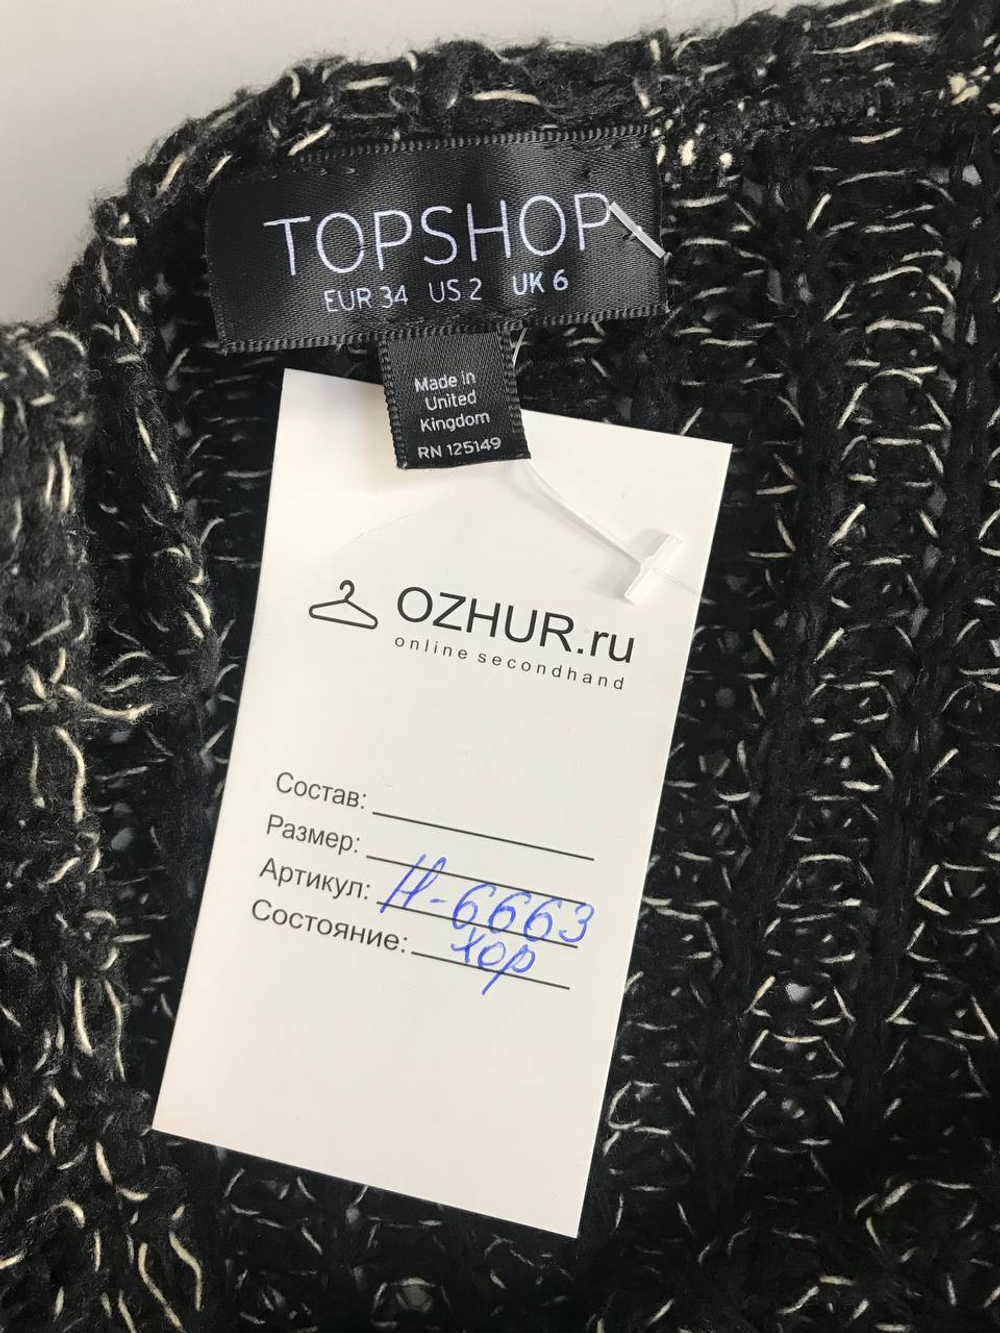 TOPSHOP
EUR 34 US 2 UK 6
Made in
United
Kingdom
RN 125149
OZHUR.ru
online secondhand
Состав:
Размер:
Артикул: Н-6663
Состояние: хор